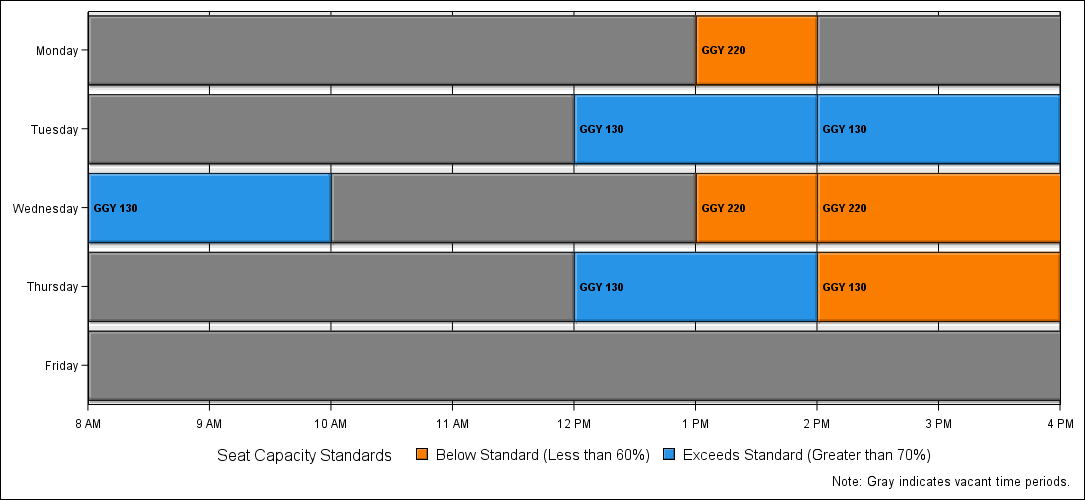 Monday GGY 220
Tuesday GGY 130 GGY 130
Wednesday GGY 130 GGY 220 GGY 220
Thursday GGY 130 GGY 130
Friday
8 AM 9 AM 10 AM 11 AM 12 PM 1 PM 2 PM 3 PM 4 PM
Seat Capacity Standards Below Standard (Less than 60%) Exceeds Standard (Greater than 70%)
Note: Gray indicates vacant time periods.